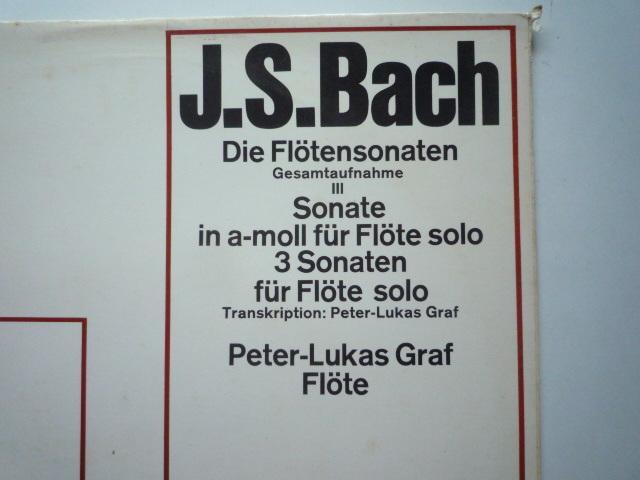 J.S.Bach
Die Flötensonaten
Gesamtaufnahme
III
Sonate
in a-moll für Flöte solo
3 Sonaten
für Flöte solo
Transkription: Peter-Lukas Graf
Peter-Lukas Graf
Flöte